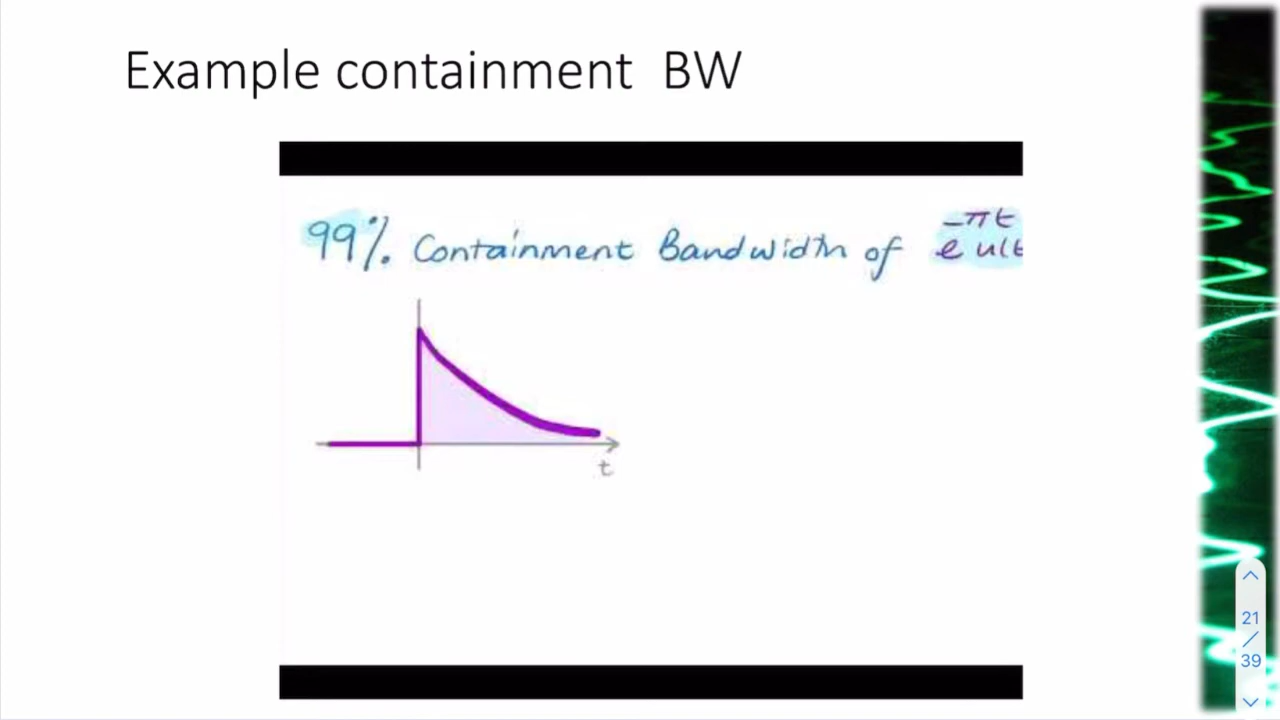 Example containment BW
99% Containment Bandwidth of e^-πt u(t
t
21
/
39